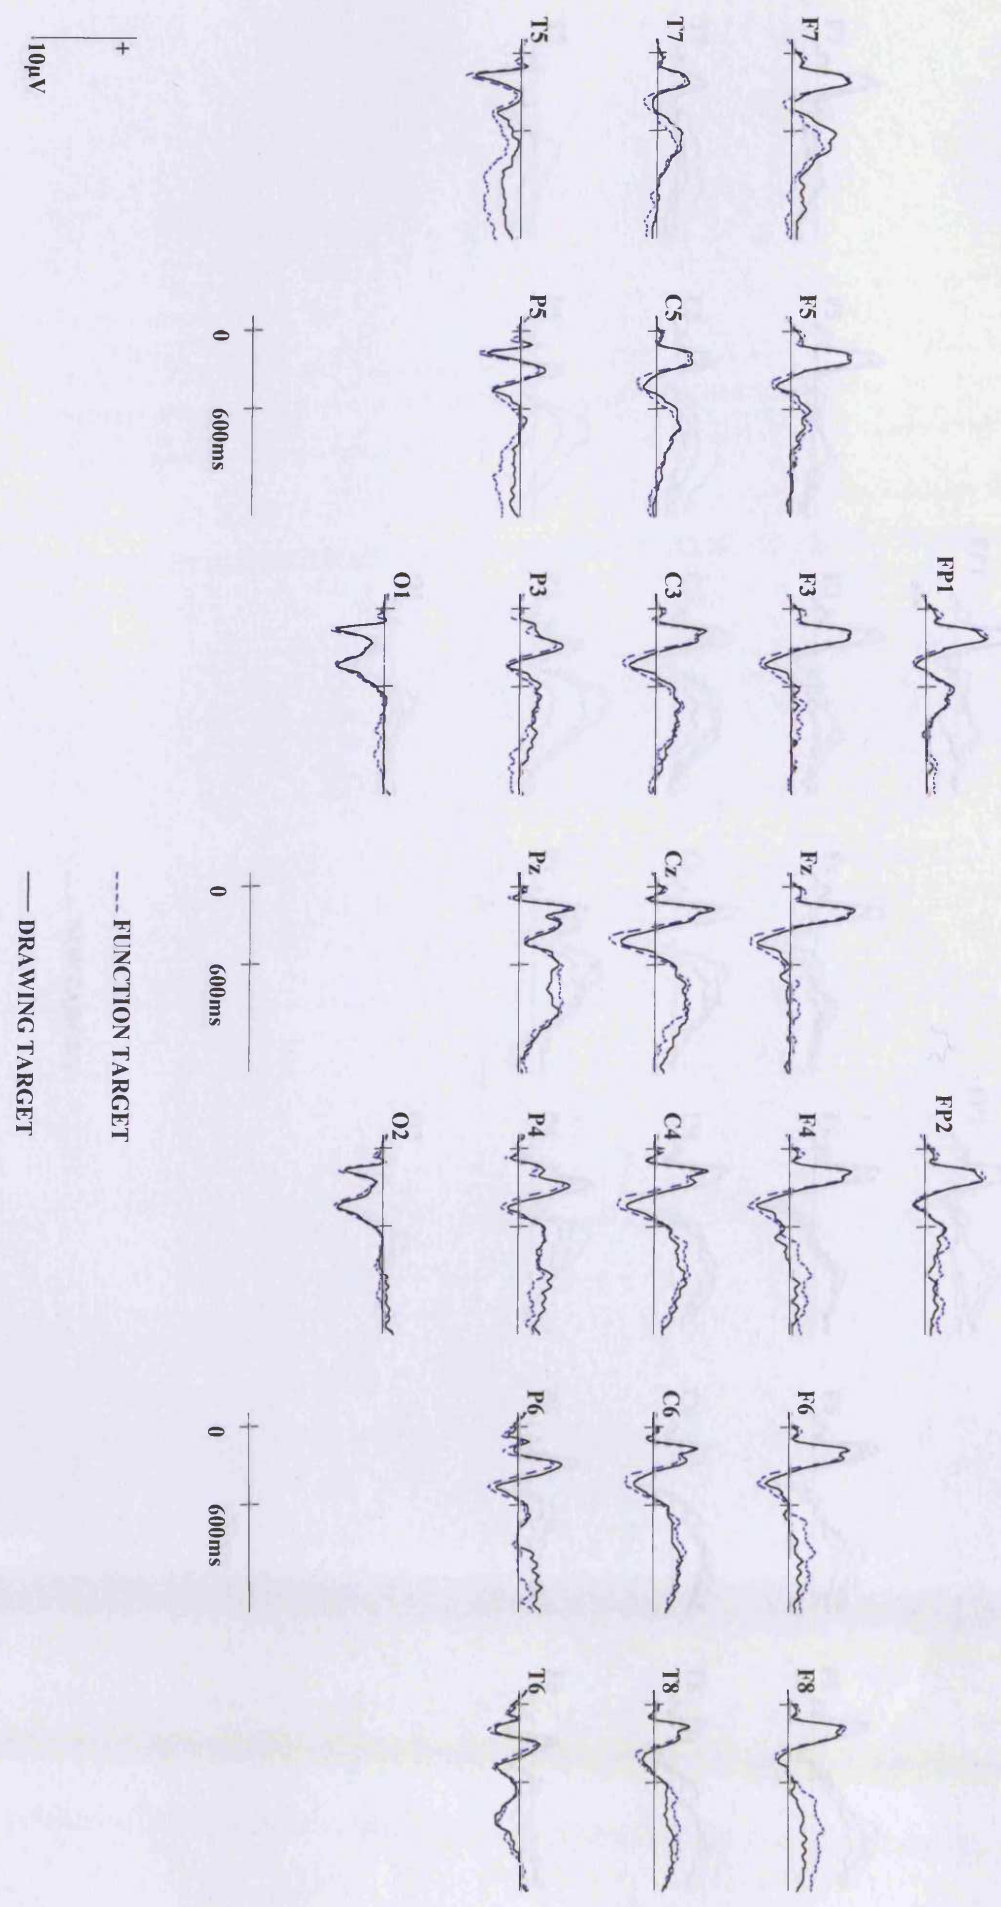 FP1 FP2
F7 F5 F3 Fz F4 F6 F8
T7 C5 C3 Cz C4 C6 T8
T5 P5 P3 Pz P4 P6 T6
O1 O2
0 600ms 0 600ms 0 600ms
+
10µV
FUNCTION TARGET
DRAWING TARGET